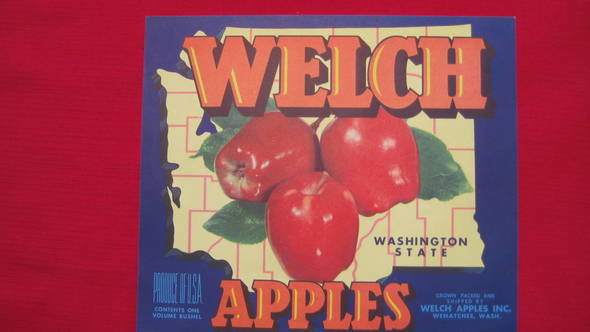 WELCH
WASHINGTON
STATE
PRODUCE OF U.S.A.
CONTENTS ONE
VOLUME BUSHEL
APPLES
GROWN PACKED AND
SHIPPED BY
WELCH APPLES INC.
WENATCHEE, WASH.